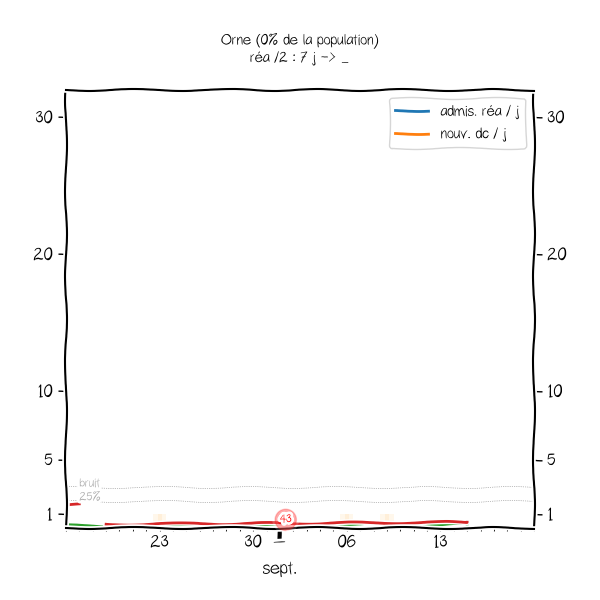 Orne (0% de la population)
réa /2 : 7 j -> _
admis. réa / j
nouv. dc / j
30
30
20
20
10
10
5
5
bruit
25%
1
1
43
23
30
06
13
sept.